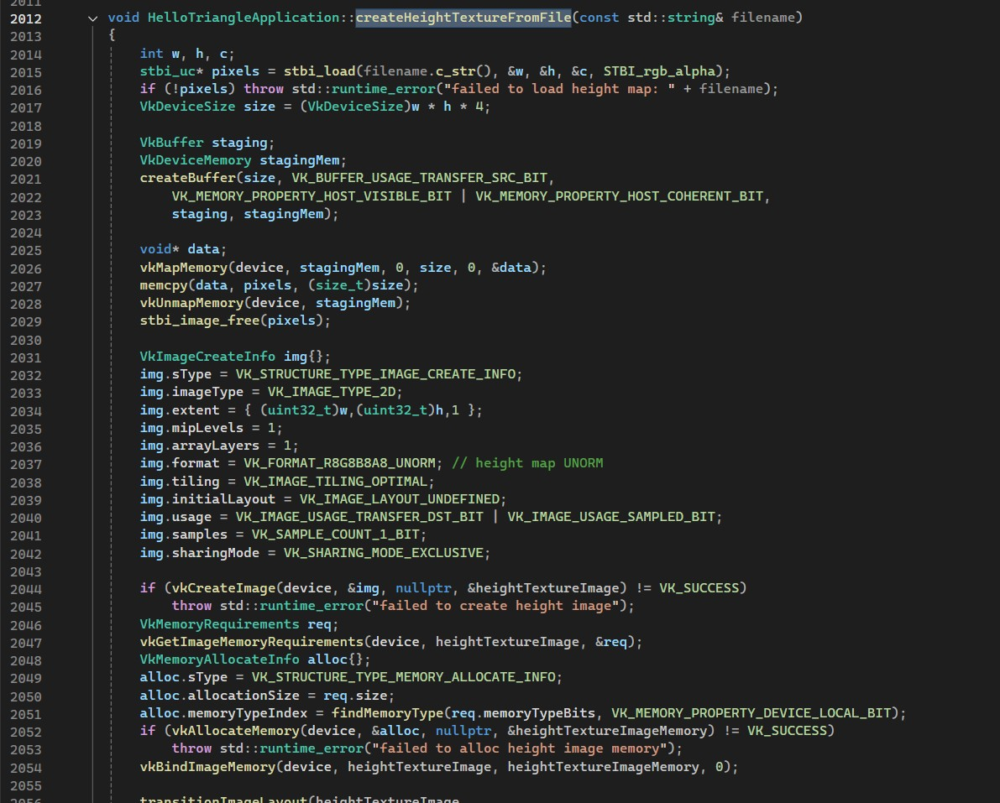 2011
2012 void HelloTriangleApplication::createHeightTextureFromFile(const std::string& filename)
2013 {
2014 int w, h, c;
2015 stbi_uc* pixels = stbi_load(filename.c_str(), &w, &h, &c, STBI_rgb_alpha);
2016 if (!pixels) throw std::runtime_error("failed to load height map: " + filename);
2017 VkDeviceSize size = (VkDeviceSize)w * h * 4;
2018
2019 VkBuffer staging;
2020 VkDeviceMemory stagingMem;
2021 createBuffer(size, VK_BUFFER_USAGE_TRANSFER_SRC_BIT,
2022 VK_MEMORY_PROPERTY_HOST_VISIBLE_BIT | VK_MEMORY_PROPERTY_HOST_COHERENT_BIT,
2023 staging, stagingMem);
2024
2025 void* data;
2026 vkMapMemory(device, stagingMem, 0, size, 0, &data);
2027 memcpy(data, pixels, (size_t)size);
2028 vkUnmapMemory(device, stagingMem);
2029 stbi_image_free(pixels);
2030
2031 VkImageCreateInfo img{};
2032 img.sType = VK_STRUCTURE_TYPE_IMAGE_CREATE_INFO;
2033 img.imageType = VK_IMAGE_TYPE_2D;
2034 img.extent = { (uint32_t)w,(uint32_t)h,1 };
2035 img.mipLevels = 1;
2036 img.arrayLayers = 1;
2037 img.format = VK_FORMAT_R8G8B8A8_UNORM; // height map UNORM
2038 img.tiling = VK_IMAGE_TILING_OPTIMAL;
2039 img.initialLayout = VK_IMAGE_LAYOUT_UNDEFINED;
2040 img.usage = VK_IMAGE_USAGE_TRANSFER_DST_BIT | VK_IMAGE_USAGE_SAMPLED_BIT;
2041 img.samples = VK_SAMPLE_COUNT_1_BIT;
2042 img.sharingMode = VK_SHARING_MODE_EXCLUSIVE;
2043
2044 if (vkCreateImage(device, &img, nullptr, &heightTextureImage) != VK_SUCCESS)
2045 throw std::runtime_error("failed to create height image");
2046 VkMemoryRequirements req;
2047 vkGetImageMemoryRequirements(device, heightTextureImage, &req);
2048 VkMemoryAllocateInfo alloc{};
2049 alloc.sType = VK_STRUCTURE_TYPE_MEMORY_ALLOCATE_INFO;
2050 alloc.allocationSize = req.size;
2051 alloc.memoryTypeIndex = findMemoryType(req.memoryTypeBits, VK_MEMORY_PROPERTY_DEVICE_LOCAL_BIT);
2052 if (vkAllocateMemory(device, &alloc, nullptr, &heightTextureImageMemory) != VK_SUCCESS)
2053 throw std::runtime_error("failed to alloc height image memory");
2054 vkBindImageMemory(device, heightTextureImage, heightTextureImageMemory, 0);
2055
2056 transitionImageLayout(heightTextureImage,